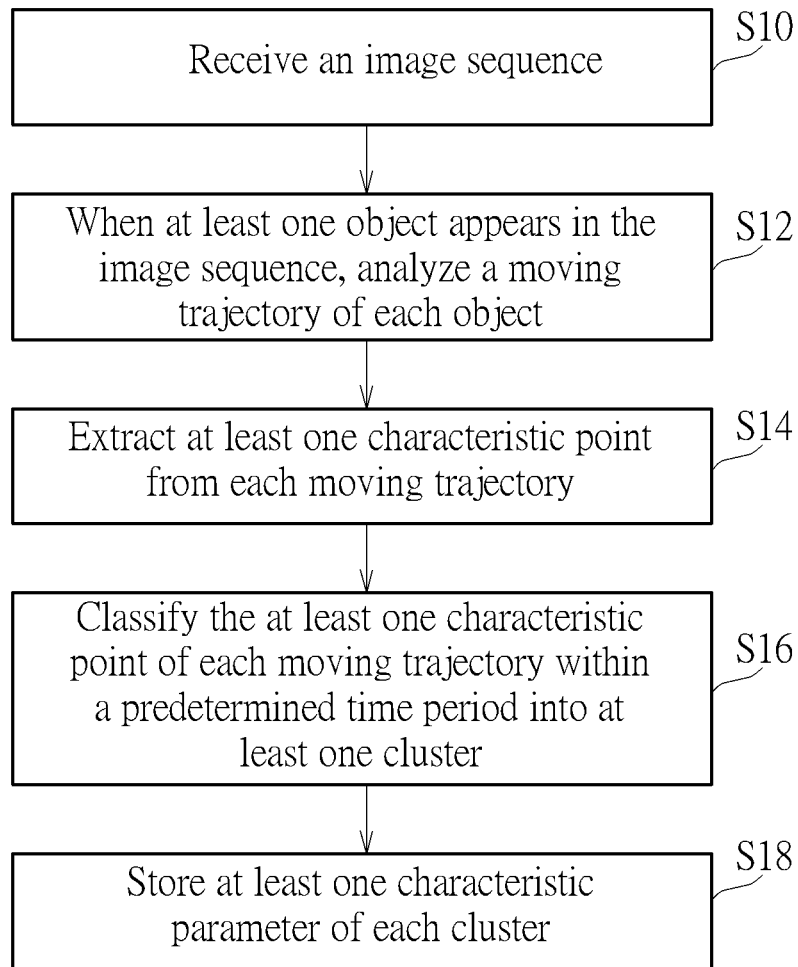 S10
Receive an image sequence
S12
When at least one object appears in the
image sequence, analyze a moving
trajectory of each object
S14
Extract at least one characteristic point
from each moving trajectory
S16
Classify the at least one characteristic
point of each moving trajectory within
a predetermined time period into at
least one cluster
S18
Store at least one characteristic
parameter of each cluster